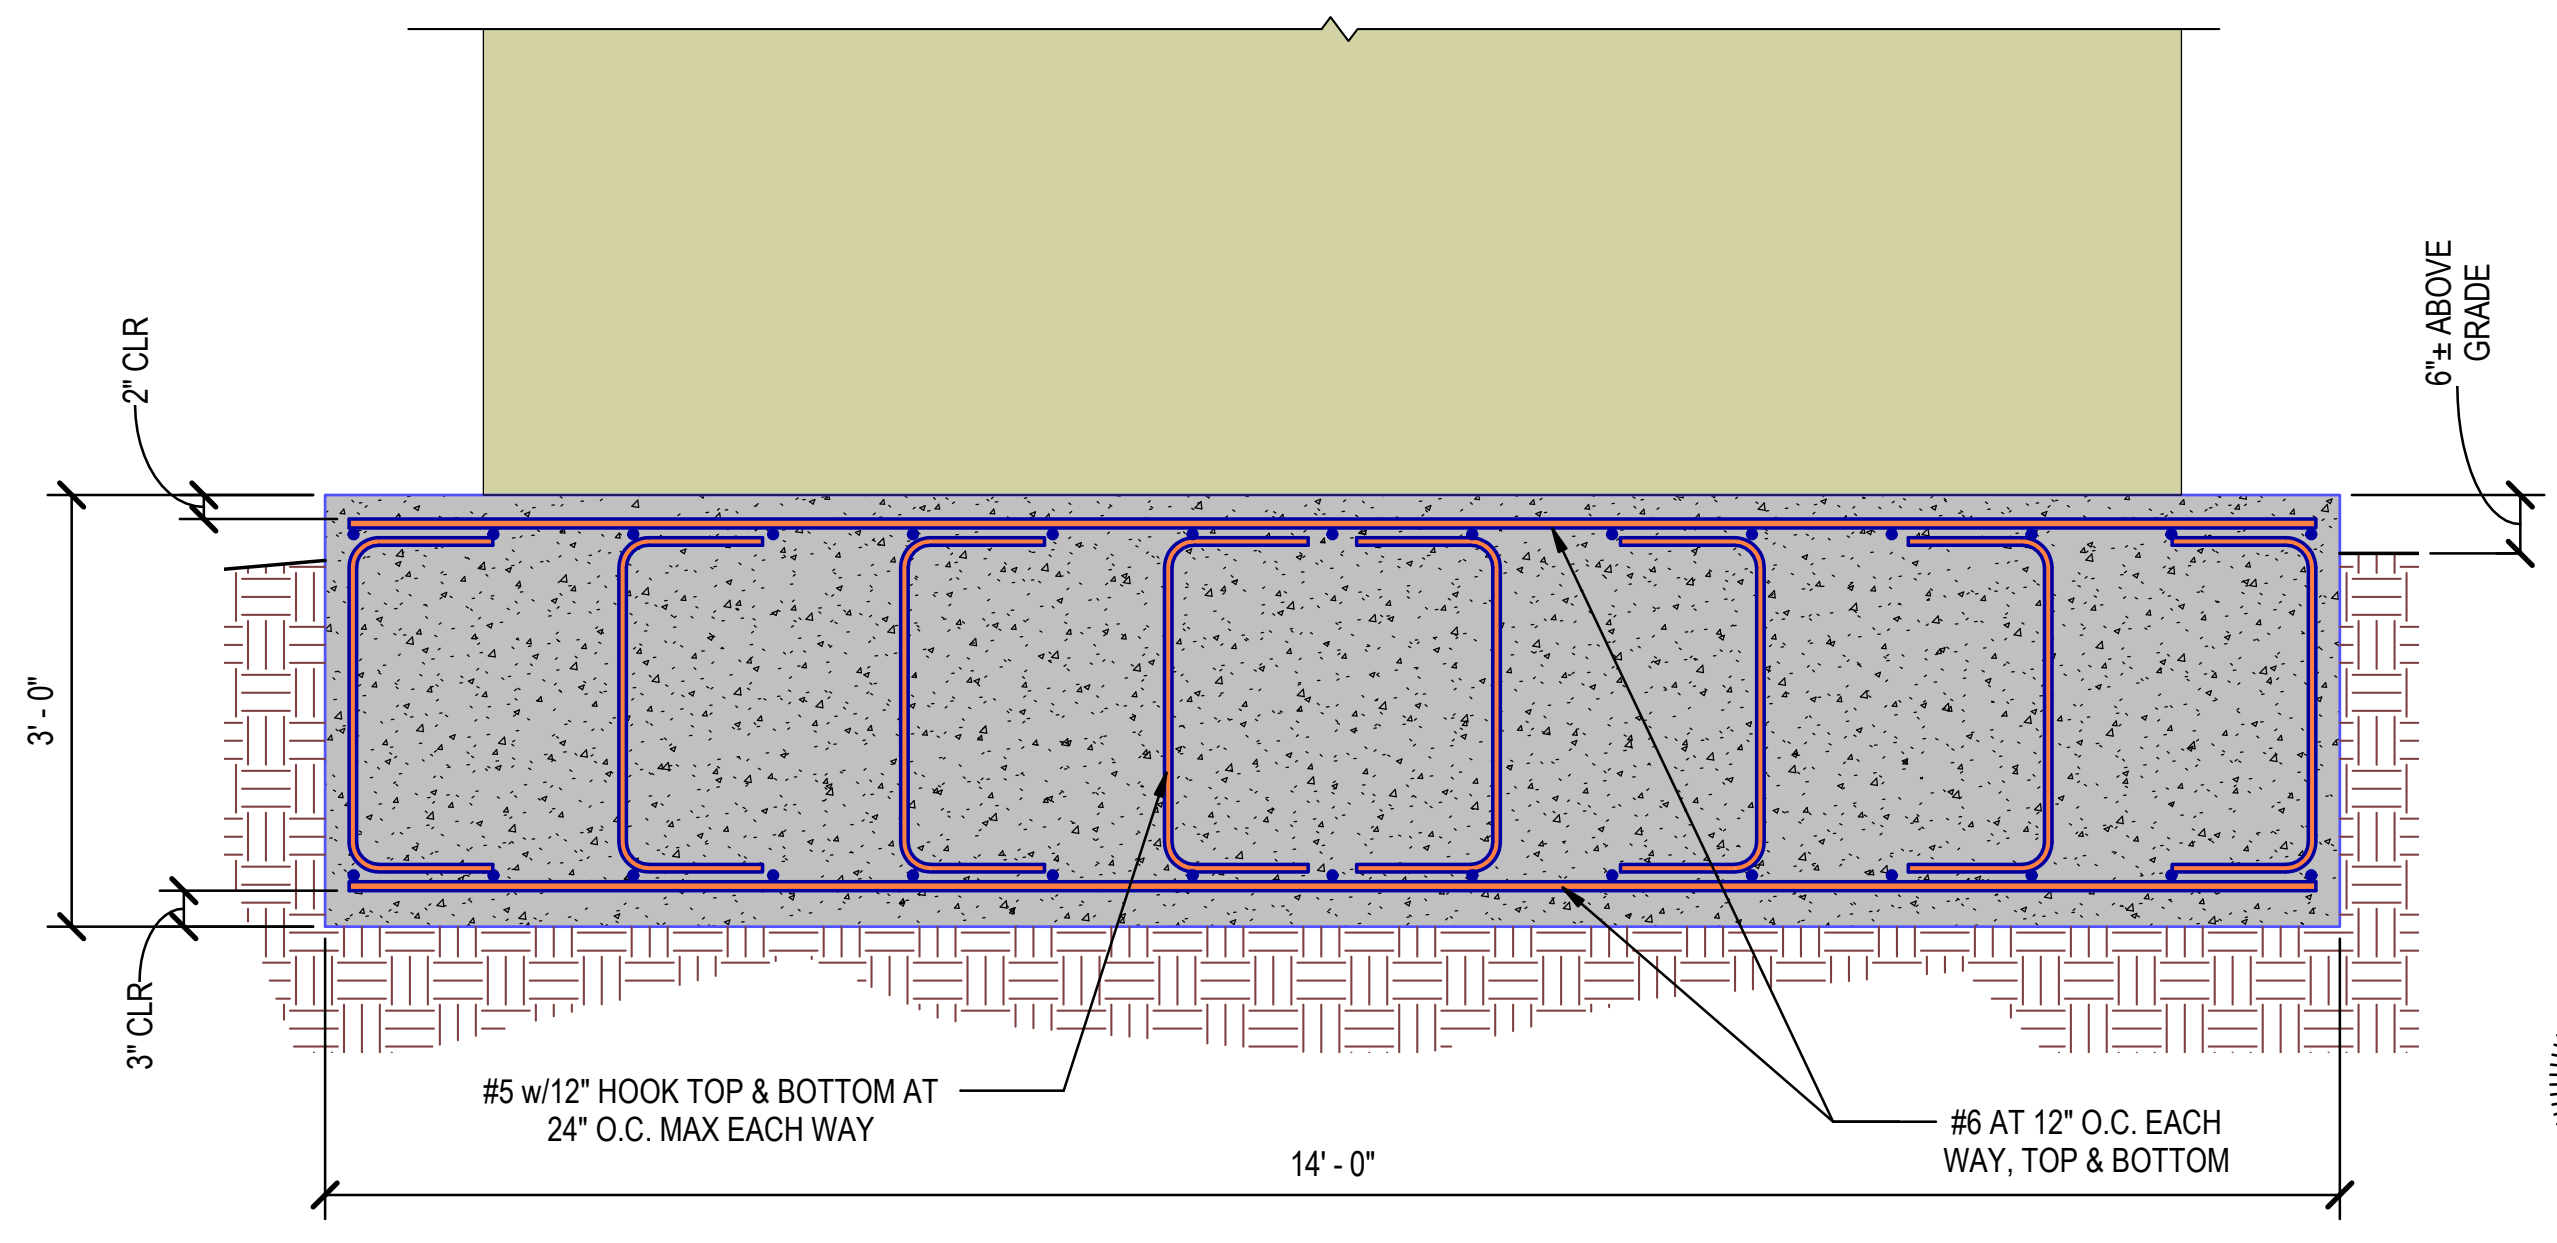 2" CLR
6"± ABOVE
GRADE
3' - 0"
3" CLR
#5 w/12" HOOK TOP & BOTTOM AT
24" O.C. MAX EACH WAY
#6 AT 12" O.C. EACH
WAY, TOP & BOTTOM
14' - 0"